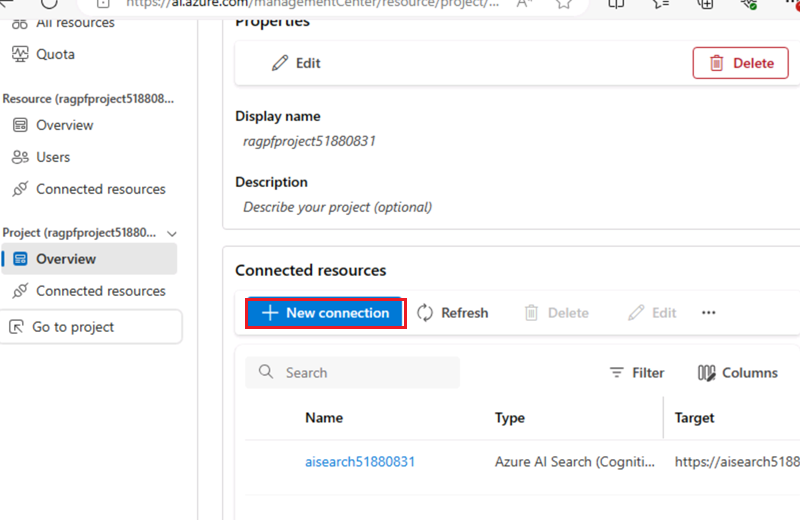 https://ai.azure.com/managementCenter/resource/project/...
All resources
Quota
Resource (ragpfproject518808...
Overview
Users
Connected resources
Project (ragpfproject51880...
Overview
Connected resources
Go to project
Properties
Edit
Delete
Display name
ragpfproject51880831
Description
Describe your project (optional)
Connected resources
New connection
Refresh
Delete
Edit
...
Search
Filter
Columns
Name Type Target
aisearch51880831 Azure AI Search (Cogniti... https://aisearch5188